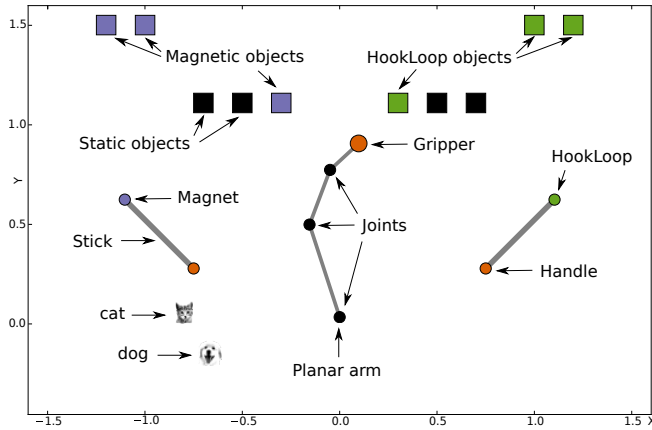 1.5
Magnetic objects
HookLoop objects
Static objects
1.0
Gripper
HookLoop
Y
Magnet
Stick
0.5
Joints
Handle
cat
0.0
dog
Planar arm
−1.5 −1.0 −0.5 0.0 0.5 1.0 1.5 X